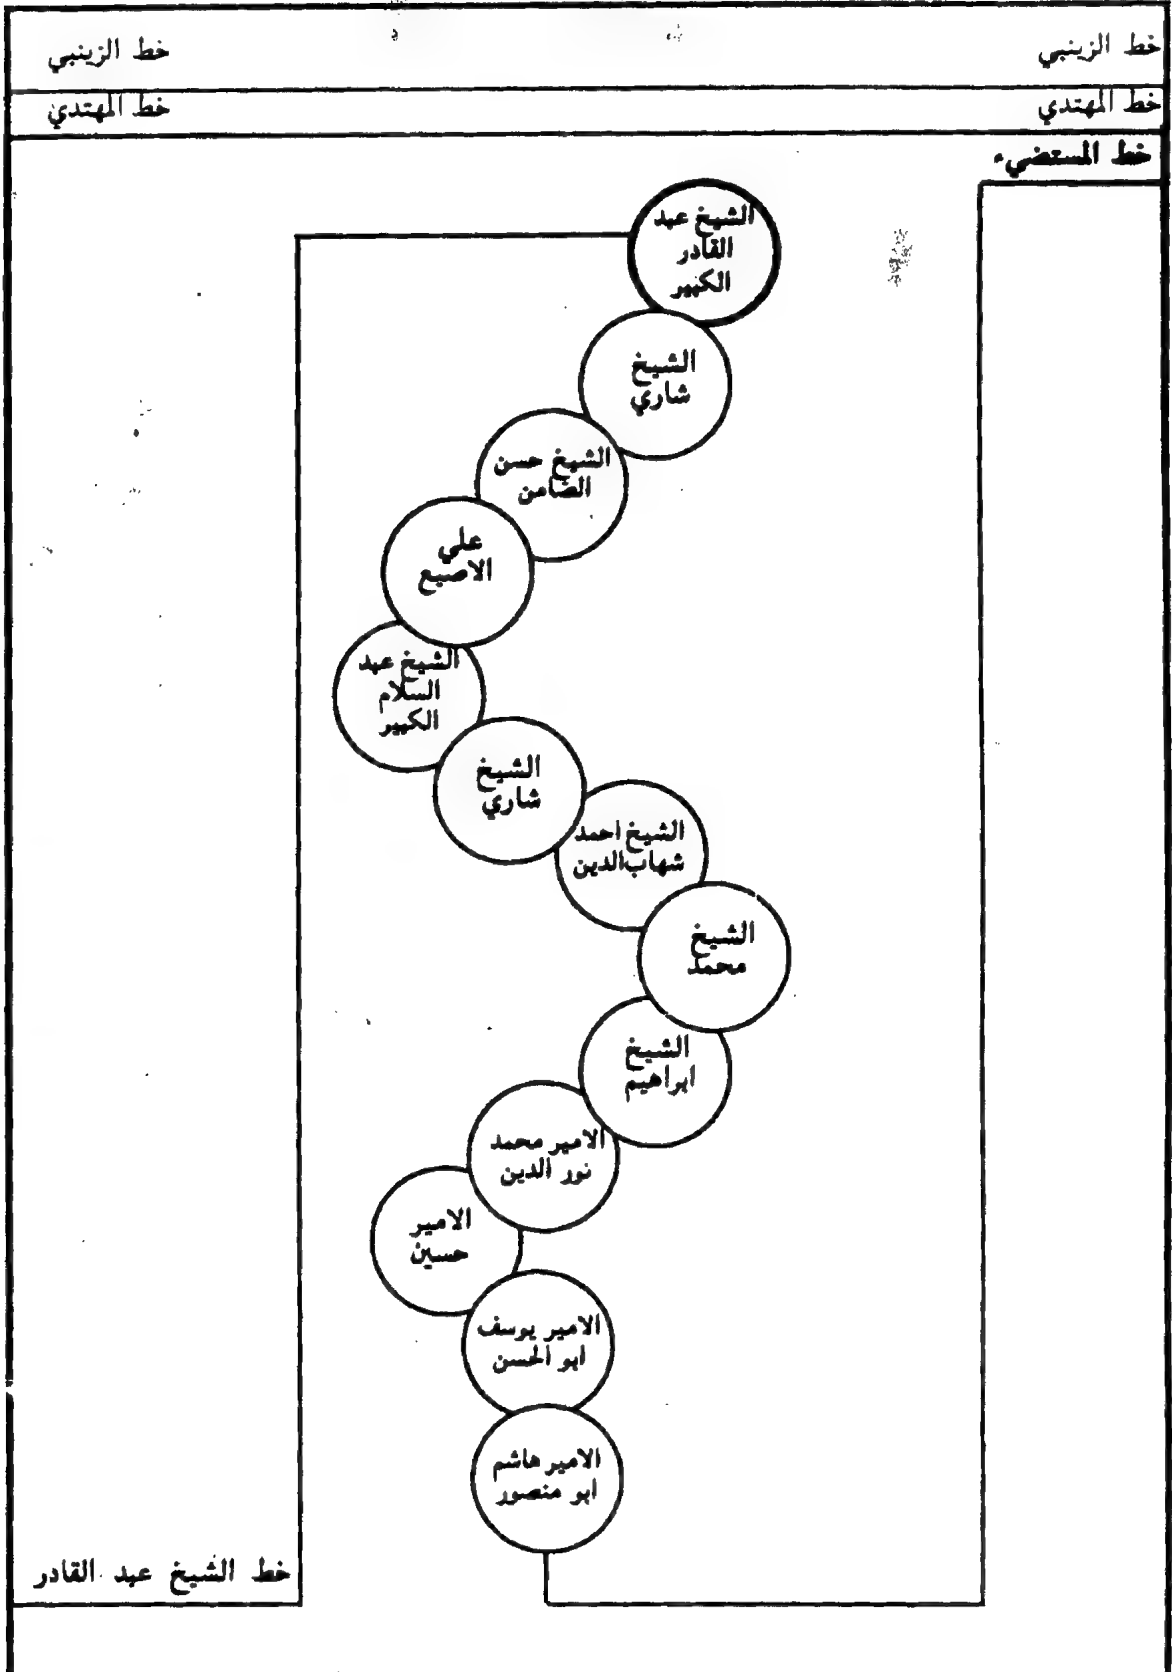 خط الزينبي
خط الزينبي
خط المهتدي
خط المهتدي
خط المستضيء
الشيخ عبد
القادر
الكبير
الشيخ
شاري
الشيخ حسن
الضامن
علي
الاصبع
الشيخ عبد
السلام
الكبير
الشيخ
شاري
الشيخ احمد
شهاب الدين
الشيخ
محمد
الشيخ
ابراهيم
الامير محمد
نور الدين
الامير
حسين
الامير يوسف
ابو الحسن
الامير هاشم
ابو منصور
خط الشيخ عبد القادر